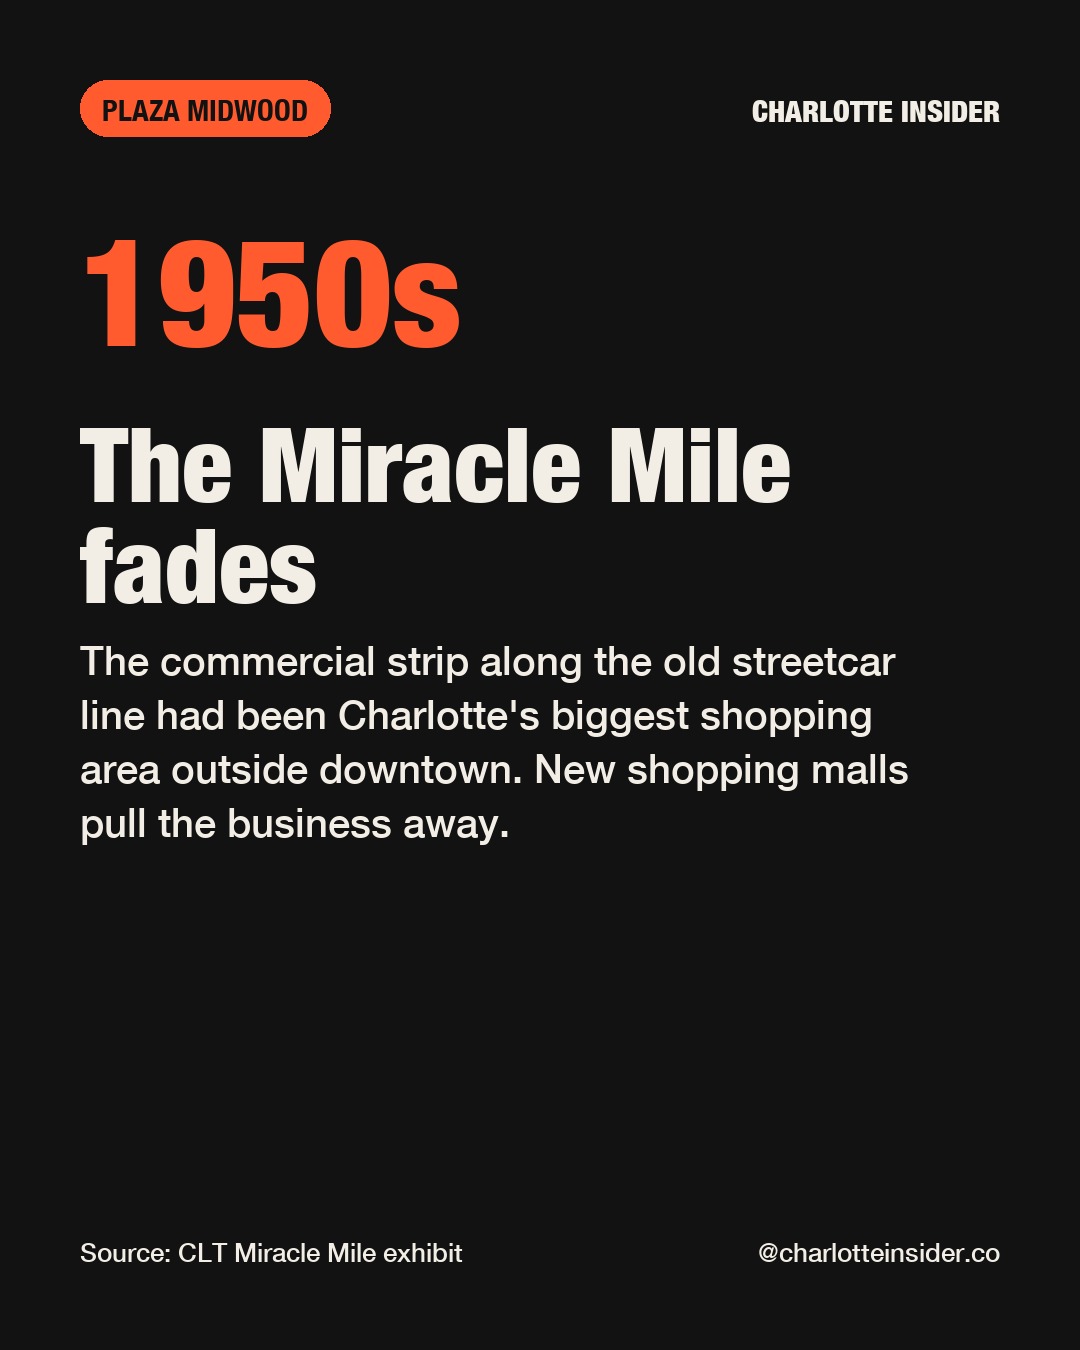 PLAZA MIDWOOD
CHARLOTTE INSIDER
1950s
The Miracle Mile
fades
The commercial strip along the old streetcar
line had been Charlotte's biggest shopping
area outside downtown. New shopping malls
pull the business away.
Source: CLT Miracle Mile exhibit
@charlotteinsider.co